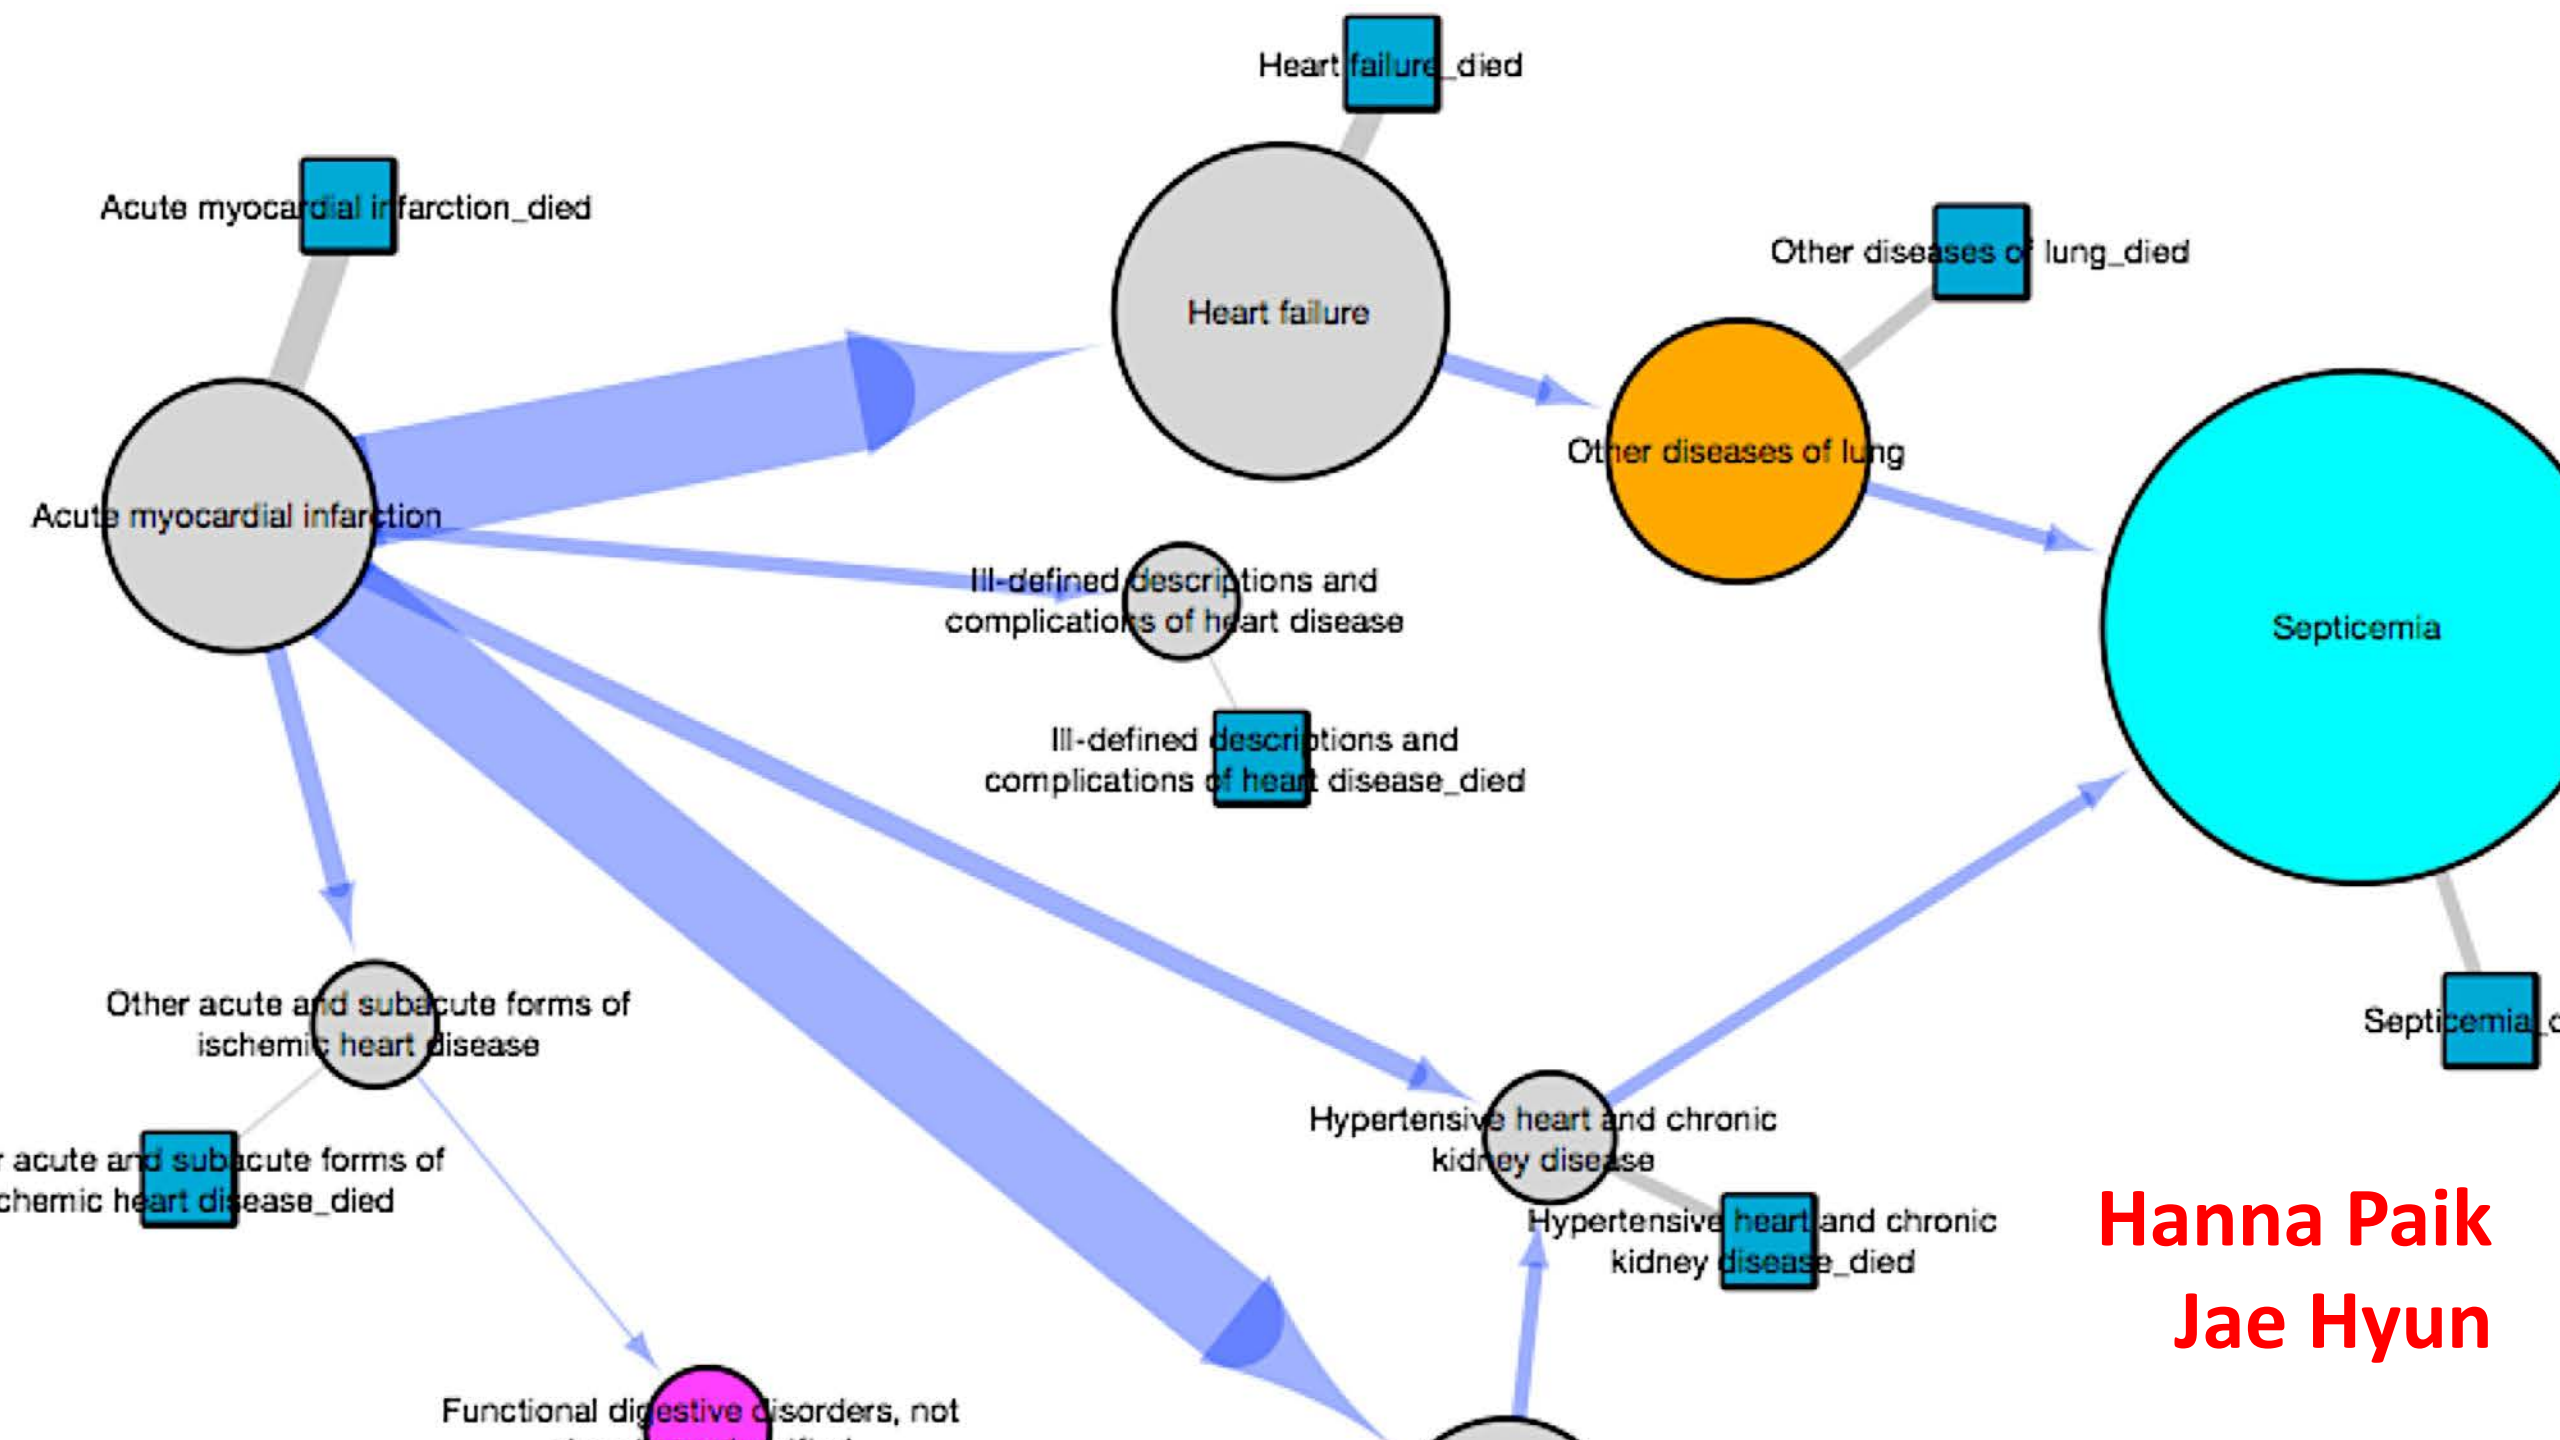 Heart failure_died
Acute myocardial infarction_died
Other diseases of lung_died
Heart failure
Other diseases of lung
Acute myocardial infarction
Ill-defined descriptions and
complications of heart disease
Septicemia
Ill-defined descriptions and
complications of heart disease_died
Other acute and subacute forms of
ischemic heart disease
Septicemia
Hypertensive heart and chronic
kidney disease
acute and subacute forms of
heart disease_died
Hypertensive heart and chronic
kidney disease_died
Hanna Paik
Jae Hyun
Functional digestive disorders, not